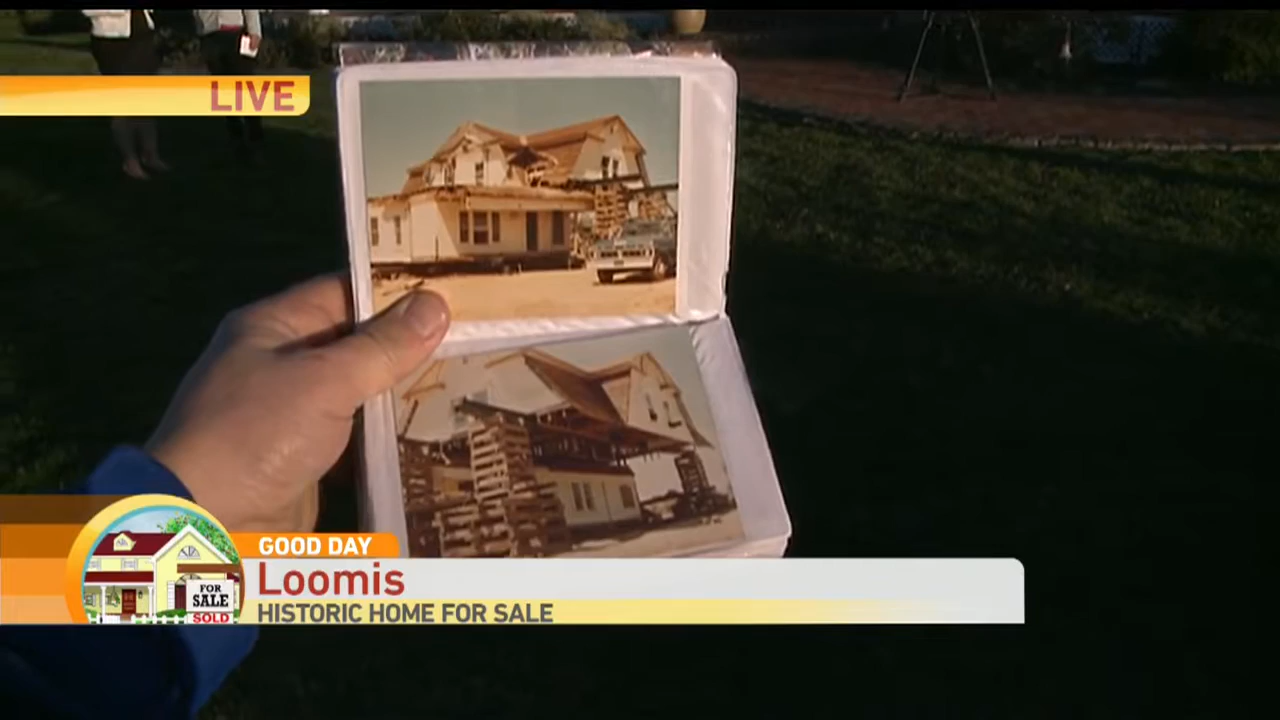 LIVE
GOOD DAY
Loomis
HISTORIC HOME FOR SALE
FOR
SALE
SOLD